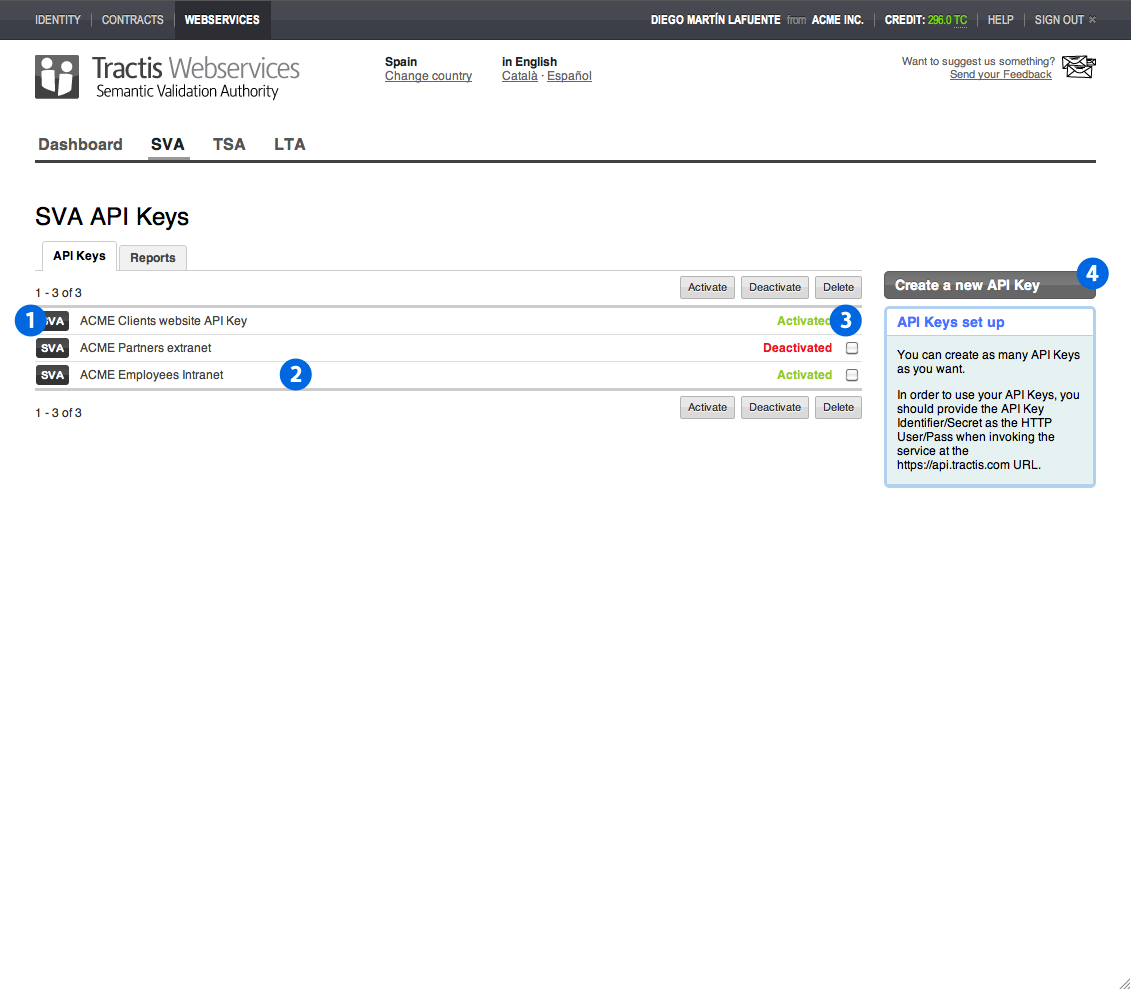 IDENTITY CONTRACTS WEBSERVICES DIEGO MARTÍN LAFUENTE from ACME INC. CREDIT: 296.0 TC HELP SIGN OUT ×
Tractis Webservices
Semantic Validation Authority
Spain
Change country
in English
Català · Español
Want to suggest us something?
Send your Feedback
Dashboard SVA TSA LTA
SVA API Keys
API Keys Reports
1 - 3 of 3 Activate Deactivate Delete
1 SVA ACME Clients website API Key Activated 3
SVA ACME Partners extranet Deactivated
SVA ACME Employees Intranet 2 Activated
1 - 3 of 3 Activate Deactivate Delete
Create a new API Key 4
API Keys set up
You can create as many API Keys
as you want.
In order to use your API Keys, you
should provide the API Key
Identifier/Secret as the HTTP
User/Pass when invoking the
service at the
https://api.tractis.com URL.